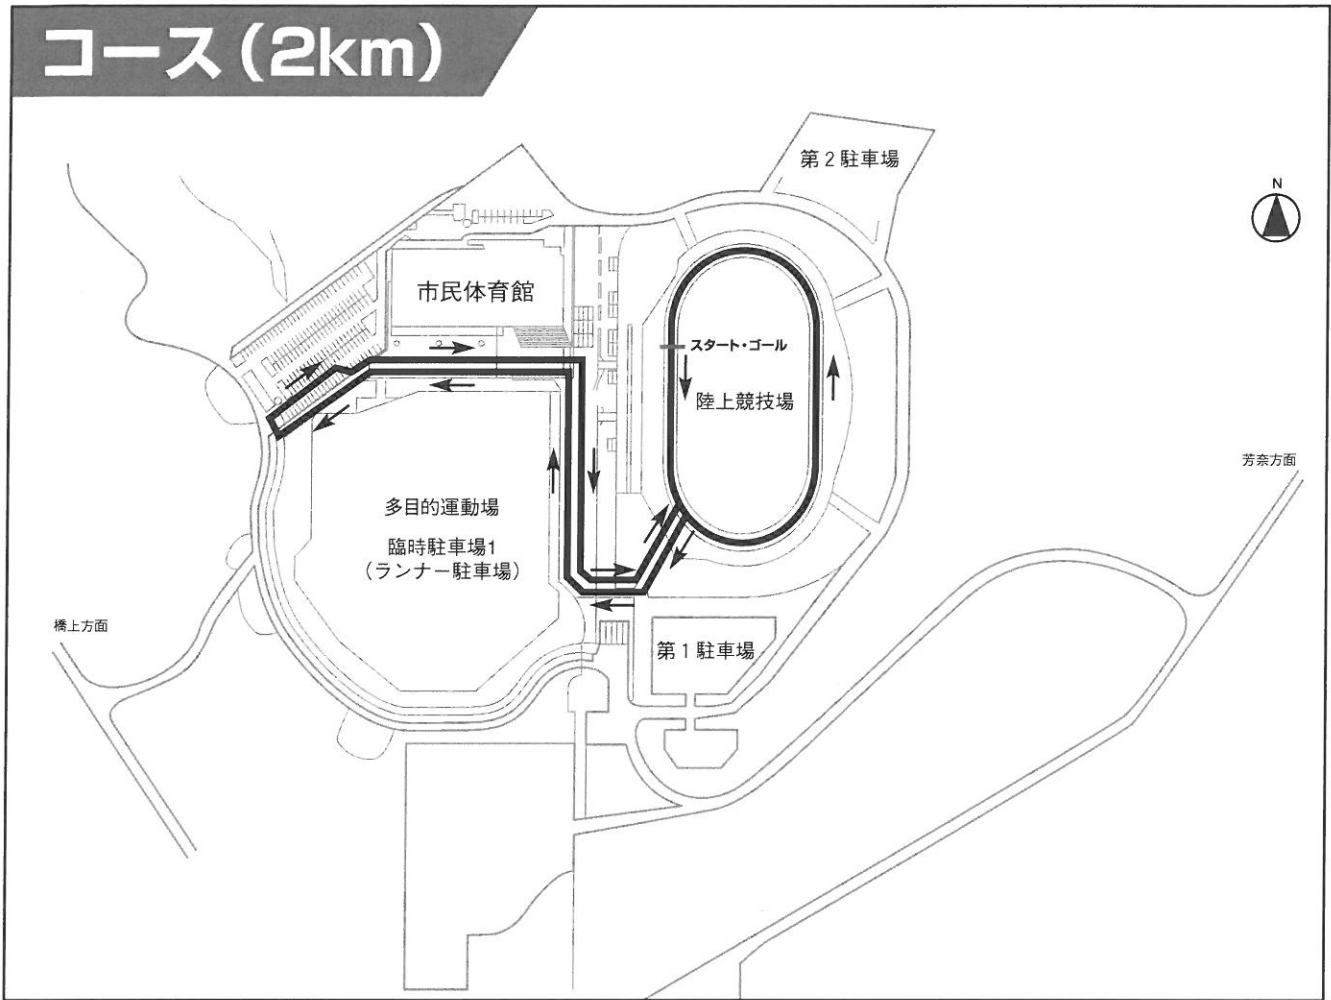 コース(2km)
第2駐車場
N
市民体育館
スタート・ゴール
陸上競技場
芳奈方面
多目的運動場
臨時駐車場1
(ランナー駐車場)
橋上方面
第1駐車場